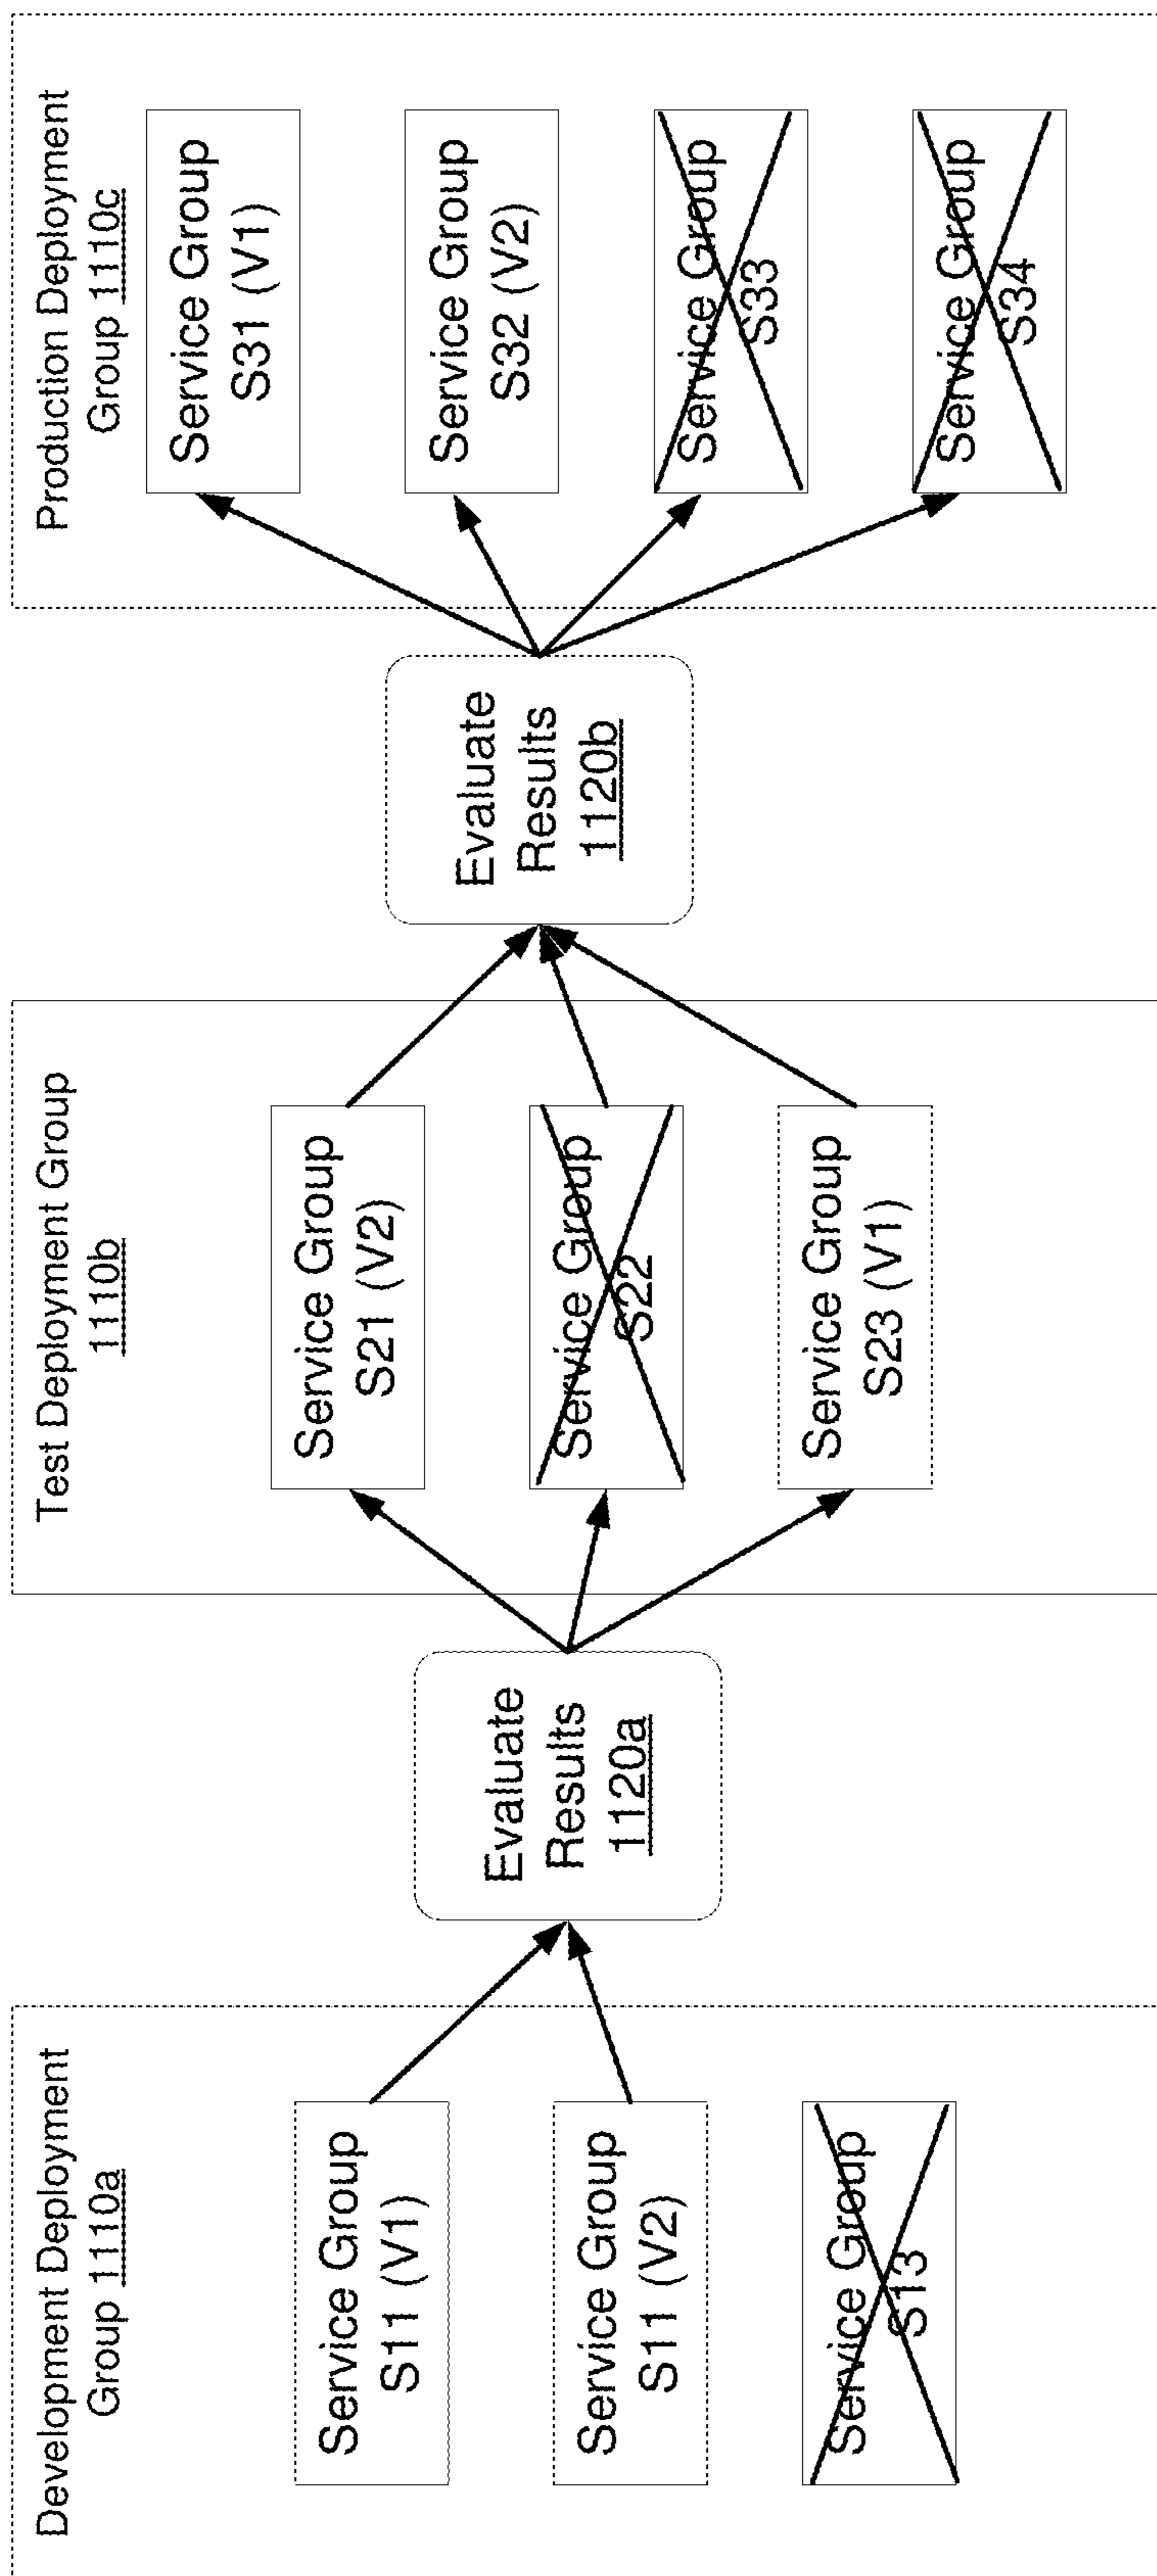 Development Deployment
Group 1110a
Service Group
S11 (V1)
Service Group
S11 (V2)
Service Group
S13
Evaluate
Results
1120a
Test Deployment Group
1110b
Service Group
S21 (V2)
Service Group
S22
Service Group
S23 (V1)
Evaluate
Results
1120b
Production Deployment
Group 1110c
Service Group
S31 (V1)
Service Group
S32 (V2)
Service Group
S33
Service Group
S34